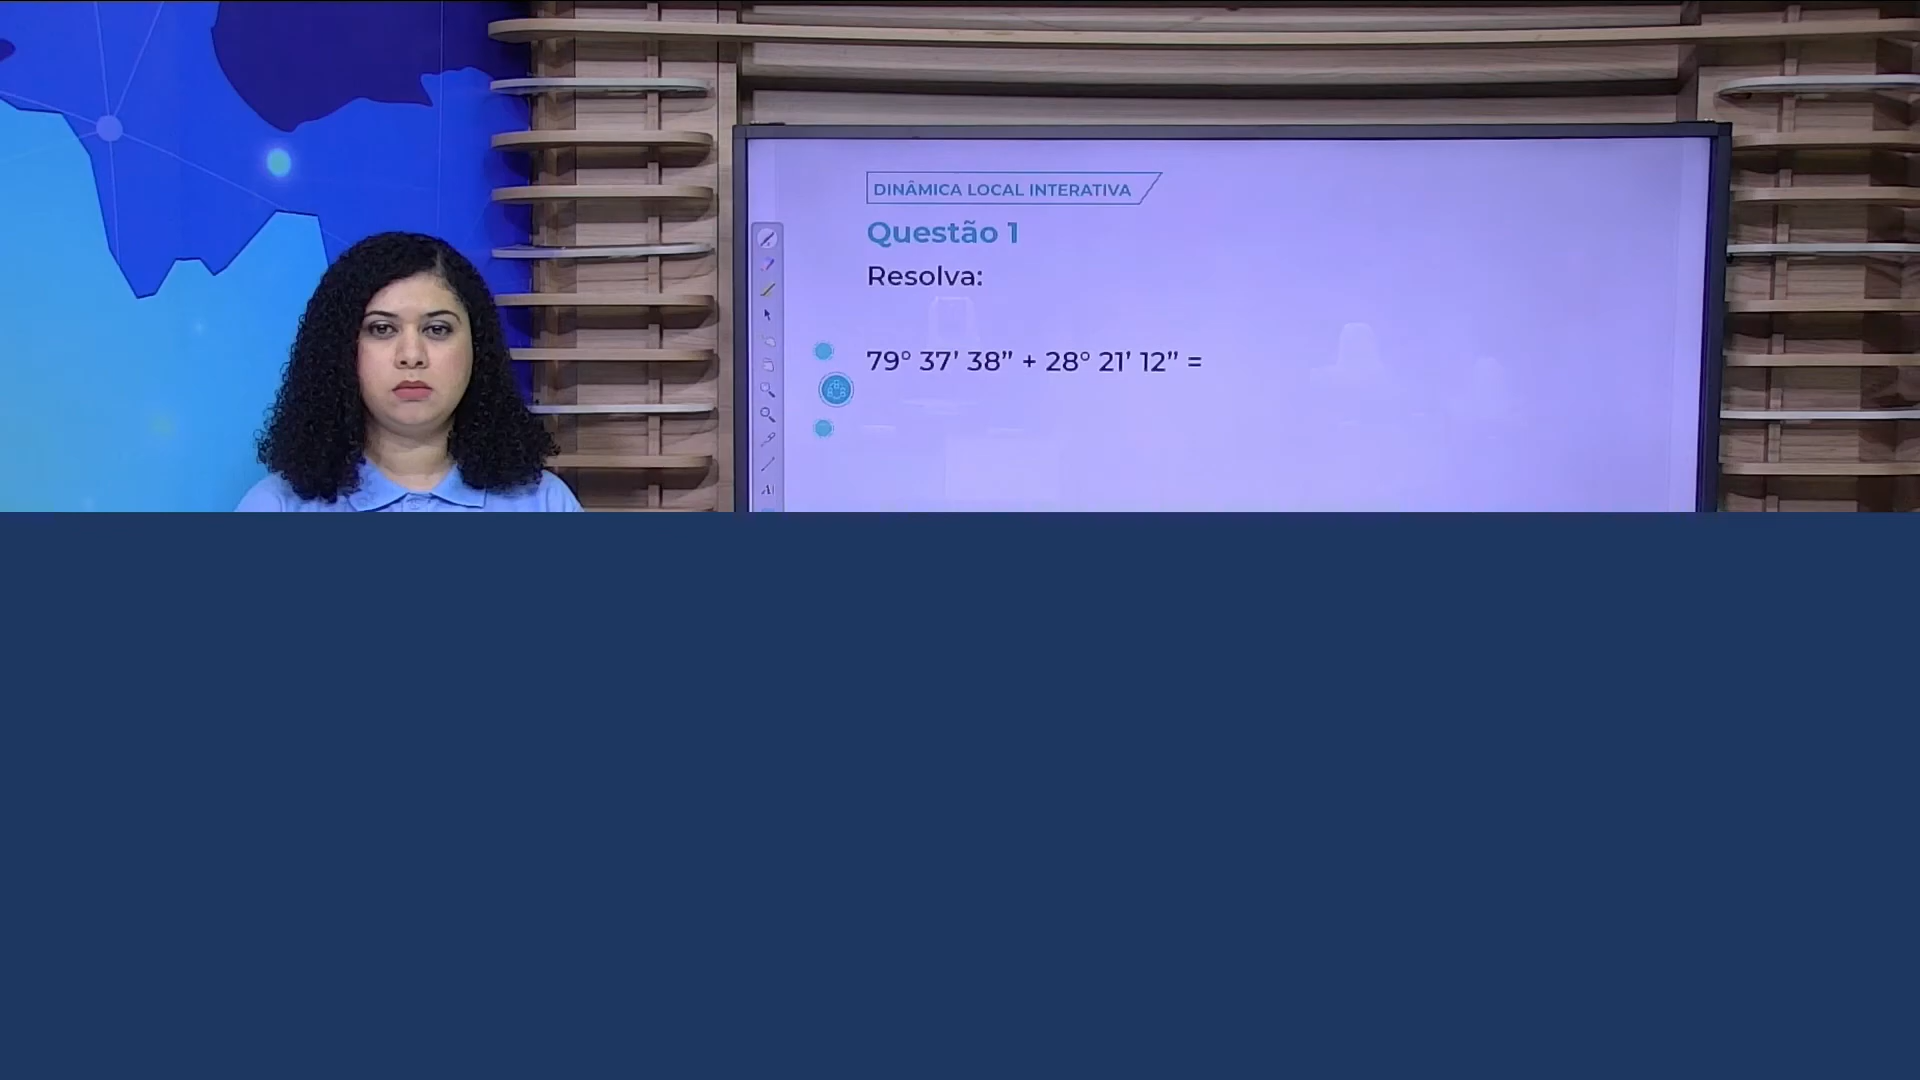 DINÂMICA LOCAL INTERATIVA
Questão 1
Resolva:
79° 37’ 38” + 28° 21’ 12” =
A